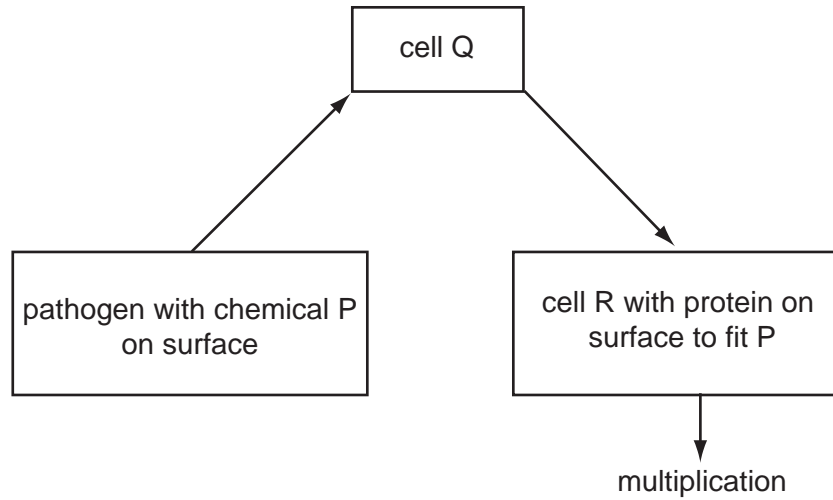 cell Q
pathogen with chemical P
on surface
cell R with protein on
surface to fit P
multiplication